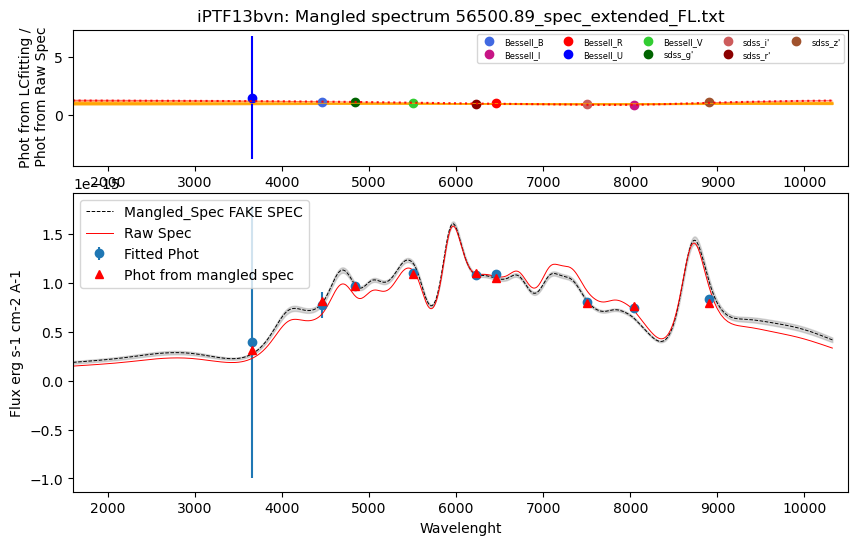 iPTF13bvn: Mangled spectrum 56500.89_spec_extended_FL.txt
Phot from LCfitting /
Phot from Raw Spec
5
0
Bessell_B
Bessell_I
Bessell_R
Bessell_U
Bessell_V
sdss_g'
sdss_i'
sdss_r'
sdss_z'
2000 3000 4000 5000 6000 7000 8000 9000 10000
1e−15
Flux erg s-1 cm-2 A-1
1.5
1.0
0.5
0.0
−0.5
−1.0
Mangled_Spec FAKE SPEC
Raw Spec
Fitted Phot
Phot from mangled spec
2000 3000 4000 5000 6000 7000 8000 9000 10000
Wavelenght